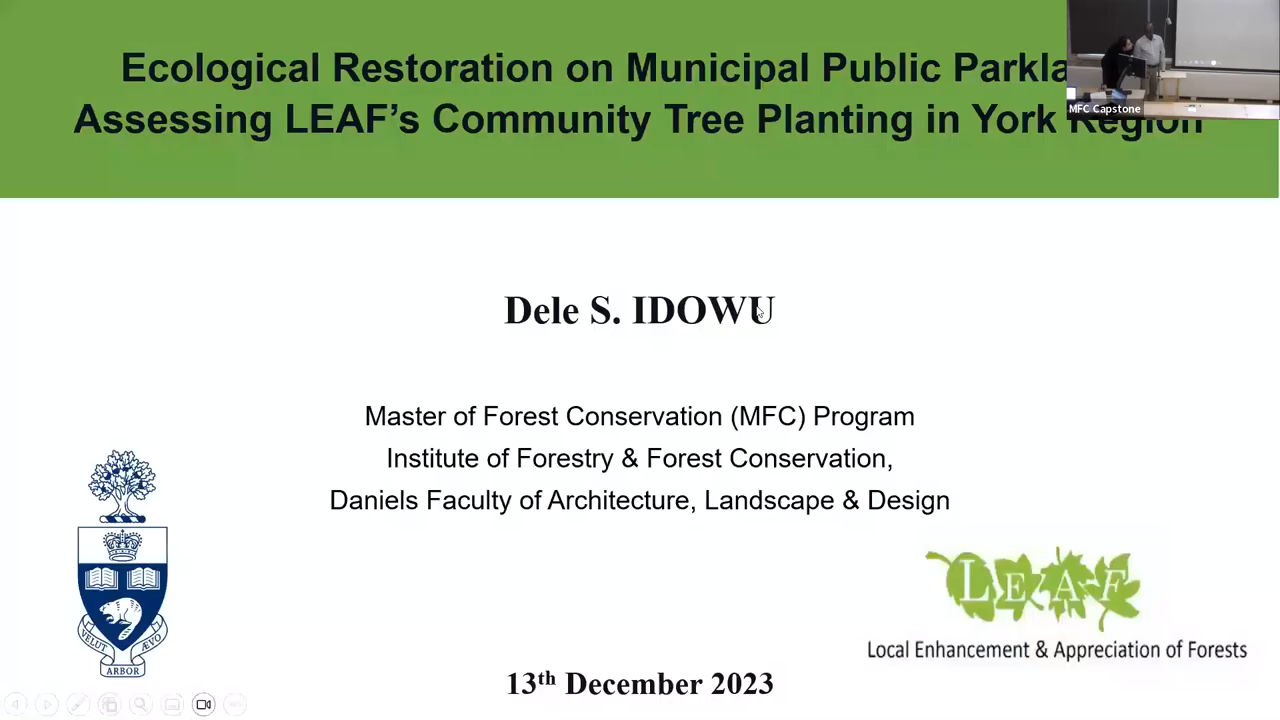 Ecological Restoration on Municipal Public Parkla
Assessing LEAF's Community Tree Planting in York Region
MFC Capstone
Dele S. IDOWU
Master of Forest Conservation (MFC) Program
Institute of Forestry & Forest Conservation,
Daniels Faculty of Architecture, Landscape & Design
VELUT ÆVO
ARBOR
LEAF
Local Enhancement & Appreciation of Forests
13th December 2023